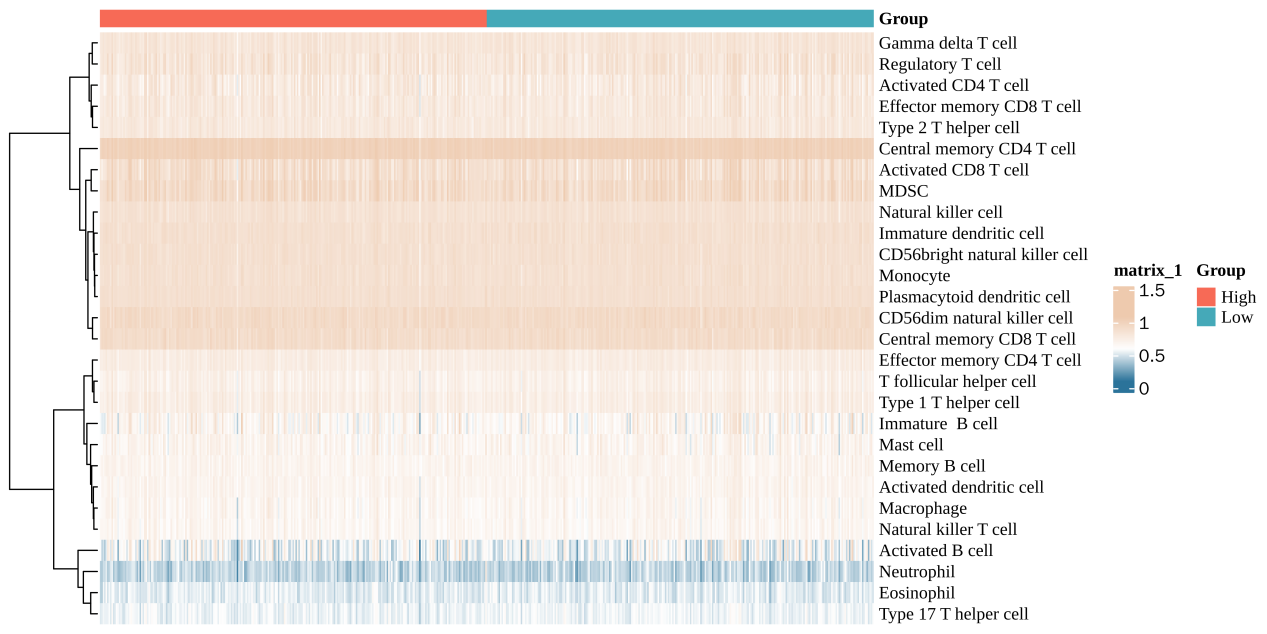 Group
Gamma delta T cell
Regulatory T cell
Activated CD4 T cell
Effector memory CD8 T cell
Type 2 T helper cell
Central memory CD4 T cell
Activated CD8 T cell
MDSC
Natural killer cell
Immature dendritic cell
CD56bright natural killer cell
Monocyte
Plasmacytoid dendritic cell
CD56dim natural killer cell
Central memory CD8 T cell
Effector memory CD4 T cell
T follicular helper cell
Type 1 T helper cell
Immature  B cell
Mast cell
Memory B cell
Activated dendritic cell
Macrophage
Natural killer T cell
Activated B cell
Neutrophil
Eosinophil
Type 17 T helper cell
matrix_1
1.5
1
0.5
0
Group
High
Low